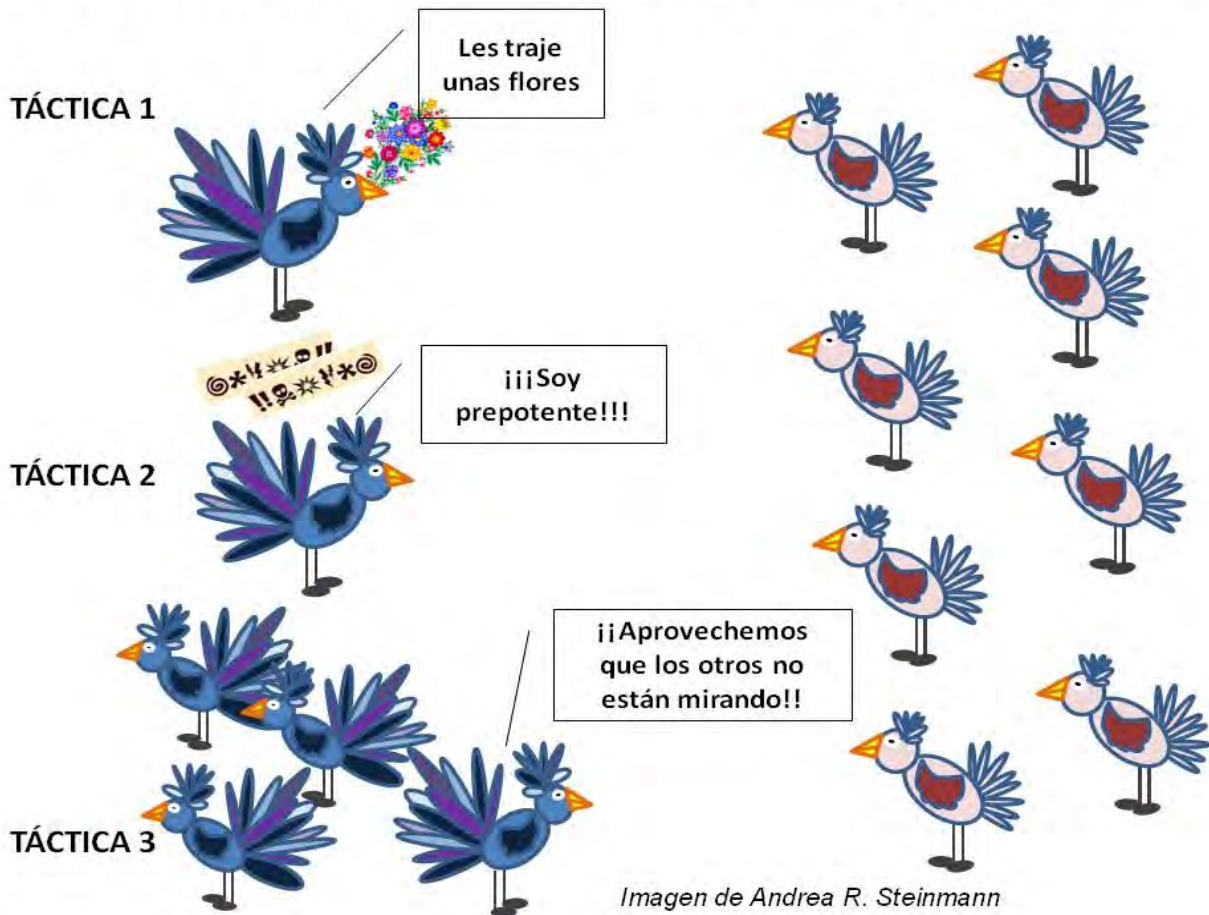 Les traje
unas flores
TÁCTICA 1
¡¡¡Soy
prepotente!!!
TÁCTICA 2
¡¡Aprovechemos
que los otros no
están mirando!!
TÁCTICA 3
Imagen de Andrea R. Steinmann